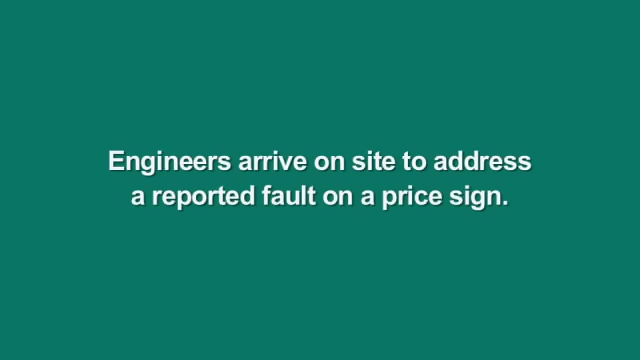 Engineers arrive on site to address
a reported fault on a price sign.